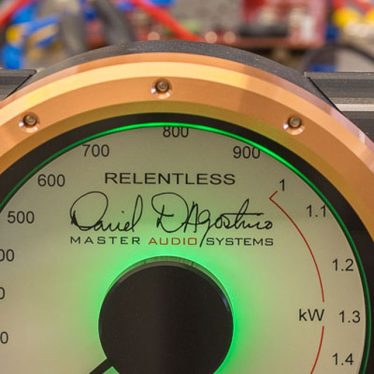 800
700
900
600
RELENTLESS
1
500
Daniel D'Agostino
1.1
MASTER AUDIO SYSTEMS
1.2
kW
1.3
1.4